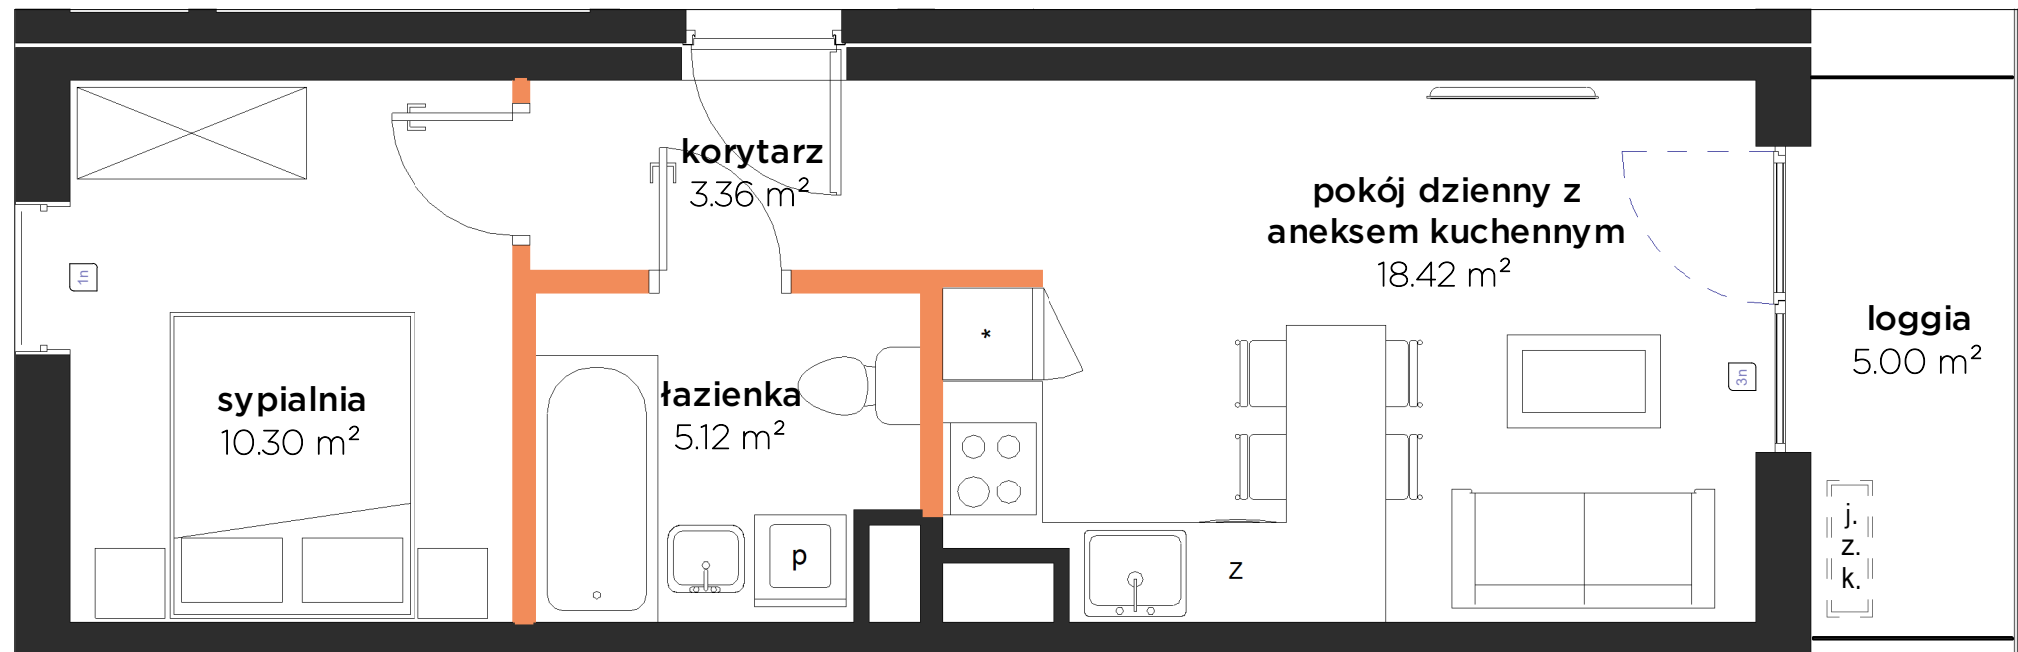 korytarz
3.36 m²
pokój dzienny z
aneksem kuchennym
18.42 m²
1n
loggia
5.00 m²
*
3n
sypialnia
10.30 m²
łazienka
5.12 m²
p
z
j.
z.
k.